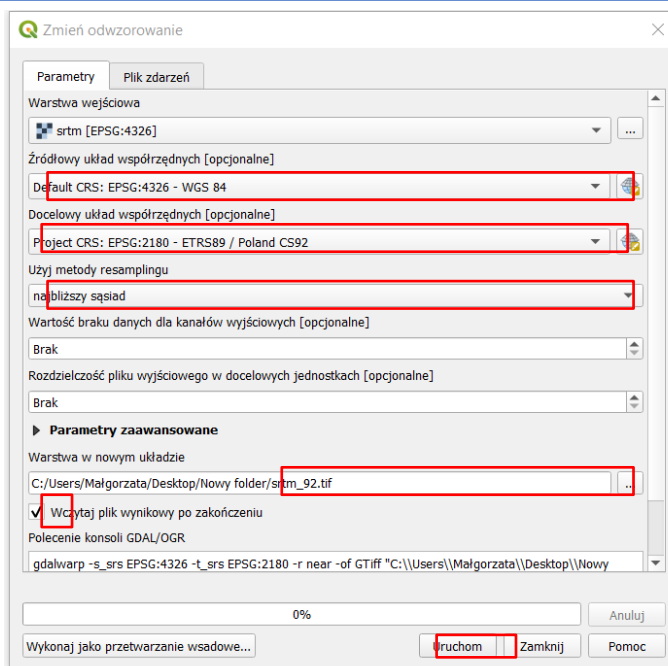 Zmień odwzorowanie
Parametry Plik zdarzeń
Warstwa wejściowa
srtm [EPSG:4326]
...
Źródłowy układ współrzędnych [opcjonalne]
Default CRS: EPSG:4326 - WGS 84
Docelowy układ współrzędnych [opcjonalne]
Project CRS: EPSG:2180 - ETRS89 / Poland CS92
Użyj metody resamplingu
najbliższy sąsiad
Wartość braku danych dla kanałów wyjściowych [opcjonalne]
Brak
Rozdzielczość pliku wyjściowego w docelowych jednostkach [opcjonalne]
Brak
Parametry zaawansowane
Warstwa w nowym układzie
C:/Users/Małgorzata/Desktop/Nowy folder/srtm_92.tif
...
Wczytaj plik wynikowy po zakończeniu
Polecenie konsoli GDAL/OGR
gdalwarp -s_srs EPSG:4326 -t_srs EPSG:2180 -r near -of GTiff "C:\\Users\\Małgorzata\\Desktop\\Nowy
0% Anuluj
Wykonaj jako przetwarzanie wsadowe... Uruchom Zamknij Pomoc